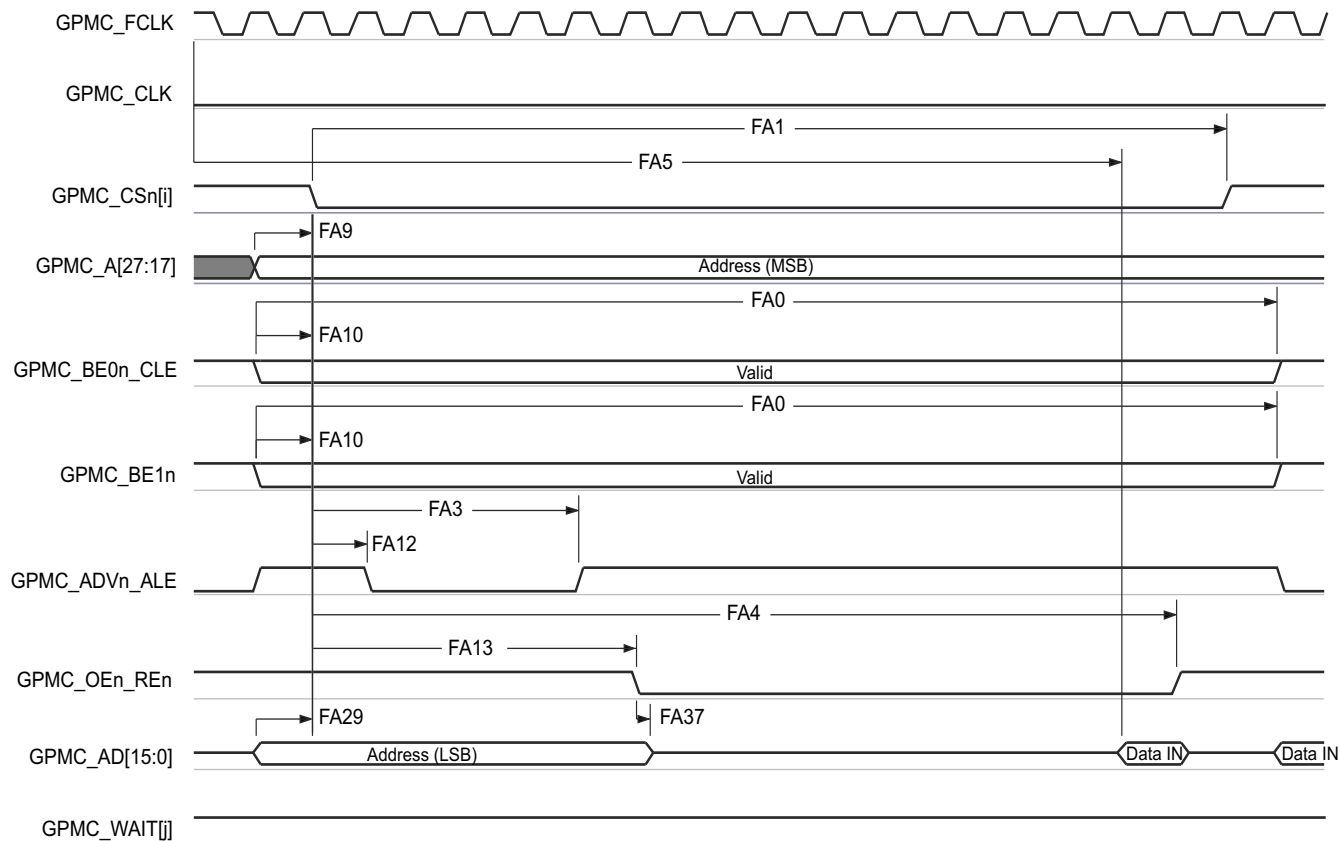 GPMC_FCLK
GPMC_CLK
FA1
FA5
GPMC_CSn[i]
FA9
GPMC_A[27:17]
Address (MSB)
FA0
FA10
GPMC_BE0n_CLE
Valid
FA0
FA10
GPMC_BE1n
Valid
FA3
FA12
GPMC_ADVn_ALE
FA4
FA13
GPMC_OEn_REn
FA29
FA37
GPMC_AD[15:0]
Address (LSB)
Data IN
Data IN
GPMC_WAIT[j]